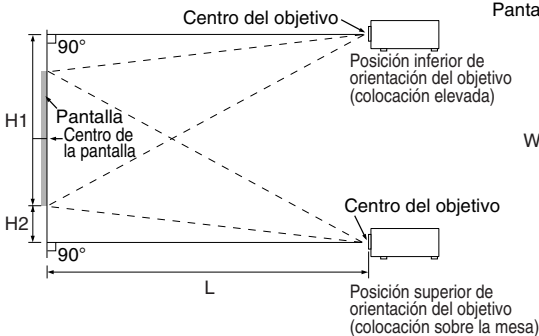 Centro del objetivo
Panta
90°
Posición inferior de
orientación del objetivo
(colocación elevada)
H1
Pantalla
Centro de
la pantalla
W
Centro del objetivo
H2
90°
L
Posición superior de
orientación del objetivo
(colocación sobre la mesa)